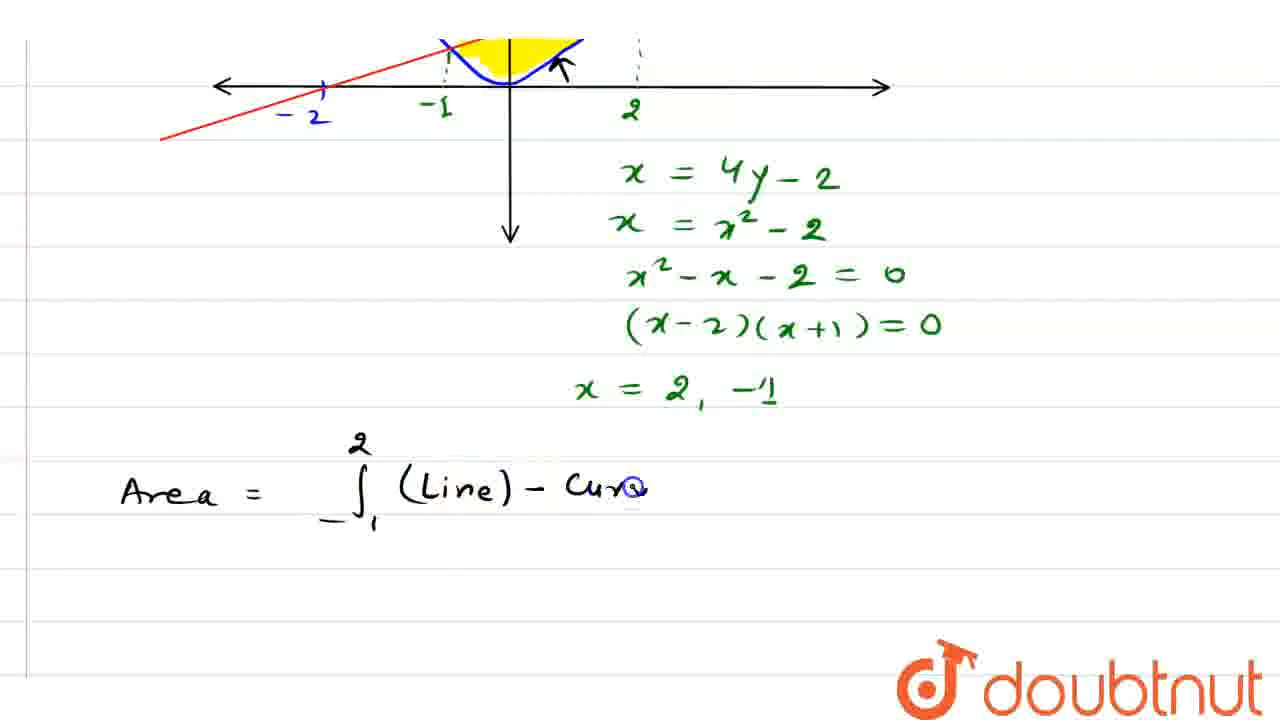 -2 -1 2
x = 4y - 2
x = x² - 2
x² - x - 2 = 0
(x-2)(x+1) = 0
x = 2, -1
2
Area = ∫ (Line) - Curv
-1
doubtnut